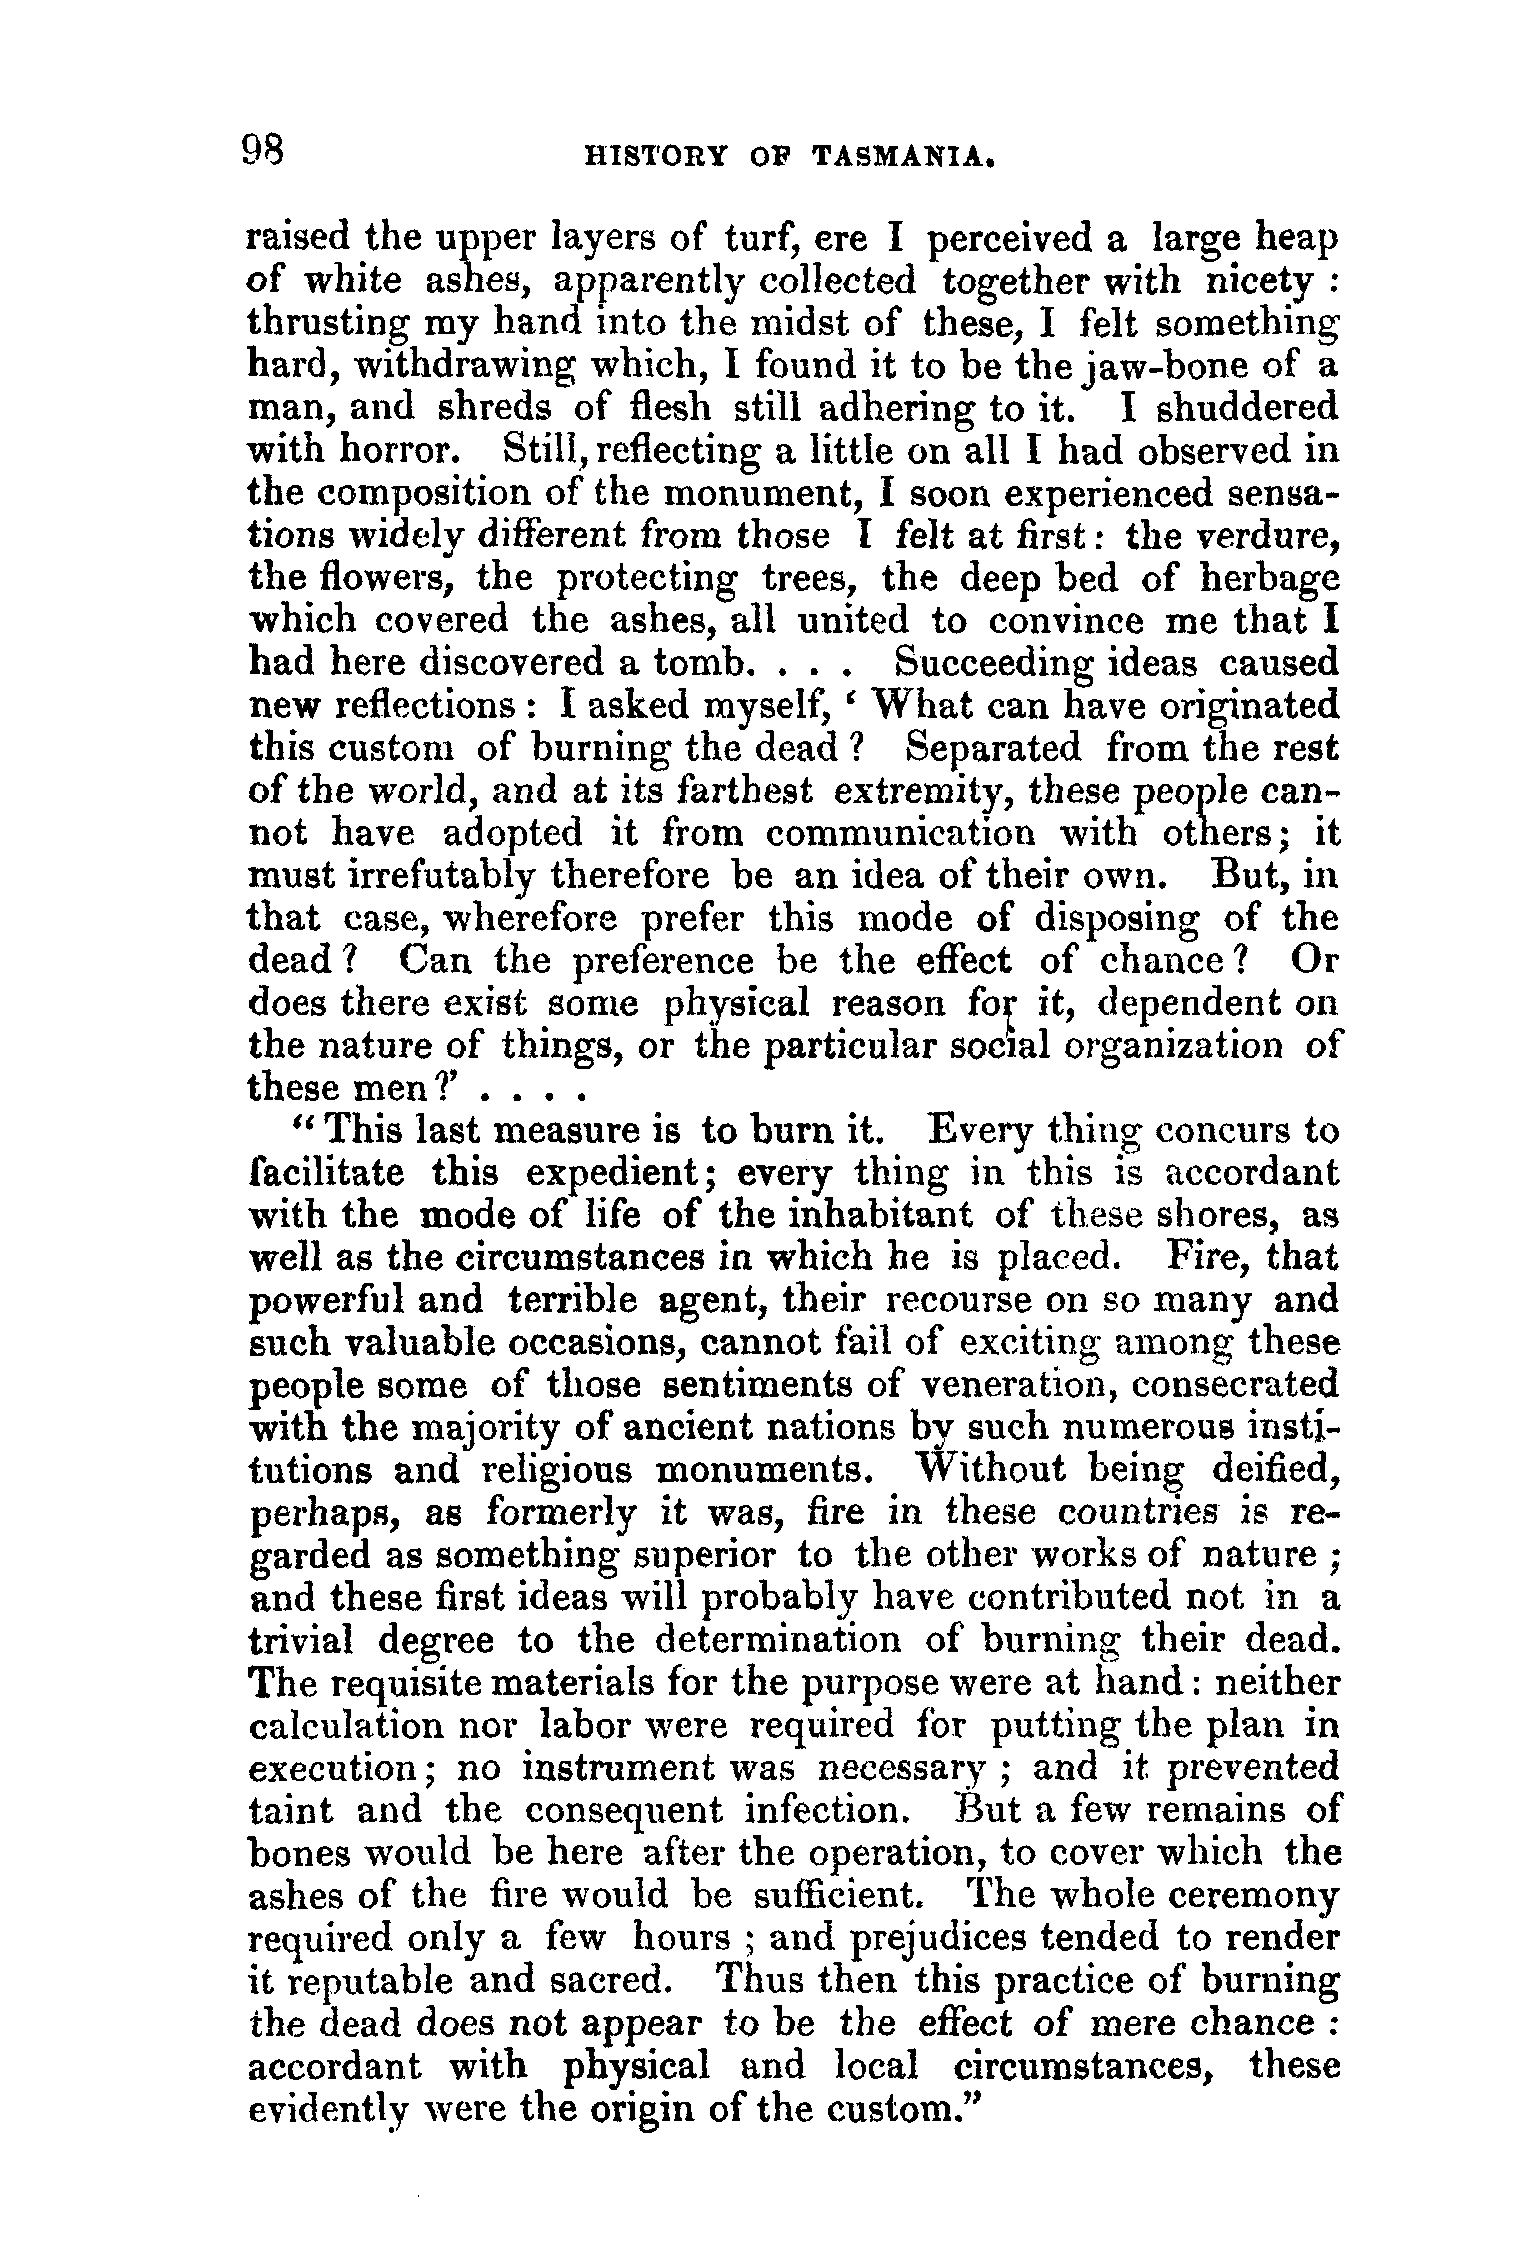 98 HISTORY OF TASMANIA.
raised the upper layers of turf, ere I perceived a large heap
of white ashes, apparently collected together with nicety :
thrusting my hand into the midst of these, I felt something
hard, withdrawing which, I found it to be the jaw-bone of a
man, and shreds of flesh still adhering to it. I shuddered
with horror. Still, reflecting a little on all I had observed in
the composition of the monument, I soon experienced sensa-
tions widely different from those I felt at first : the verdure,
the flowers, the protecting trees, the deep bed of herbage
which covered the ashes, all united to convince me that I
had here discovered a tomb. . . . Succeeding ideas caused
new reflections : I asked myself, ‘ What can have originated
this custom of burning the dead ? Separated from the rest
of the world, and at its farthest extremity, these people can-
not have adopted it from communication with others; it
must irrefutably therefore be an idea of their own. But, in
that case, wherefore prefer this mode of disposing of the
dead ? Can the preference be the effect of chance ? Or
does there exist some physical reason for it, dependent on
the nature of things, or the particular social organization of
these men ?’ . . . .
“ This last measure is to burn it. Every thing concurs to
facilitate this expedient; every thing in this is accordant
with the mode of life of the inhabitant of these shores, as
well as the circumstances in which he is placed. Fire, that
powerful and terrible agent, their recourse on so many and
such valuable occasions, cannot fail of exciting among these
people some of those sentiments of veneration, consecrated
with the majority of ancient nations by such numerous insti-
tutions and religious monuments. Without being deified,
perhaps, as formerly it was, fire in these countries is re-
garded as something superior to the other works of nature ;
and these first ideas will probably have contributed not in a
trivial degree to the determination of burning their dead.
The requisite materials for the purpose were at hand : neither
calculation nor labor were required for putting the plan in
execution; no instrument was necessary ; and it prevented
taint and the consequent infection. But a few remains of
bones would be here after the operation, to cover which the
ashes of the fire would be sufficient. The whole ceremony
required only a few hours ; and prejudices tended to render
it reputable and sacred. Thus then this practice of burning
the dead does not appear to be the effect of mere chance :
accordant with physical and local circumstances, these
evidently were the origin of the custom.”